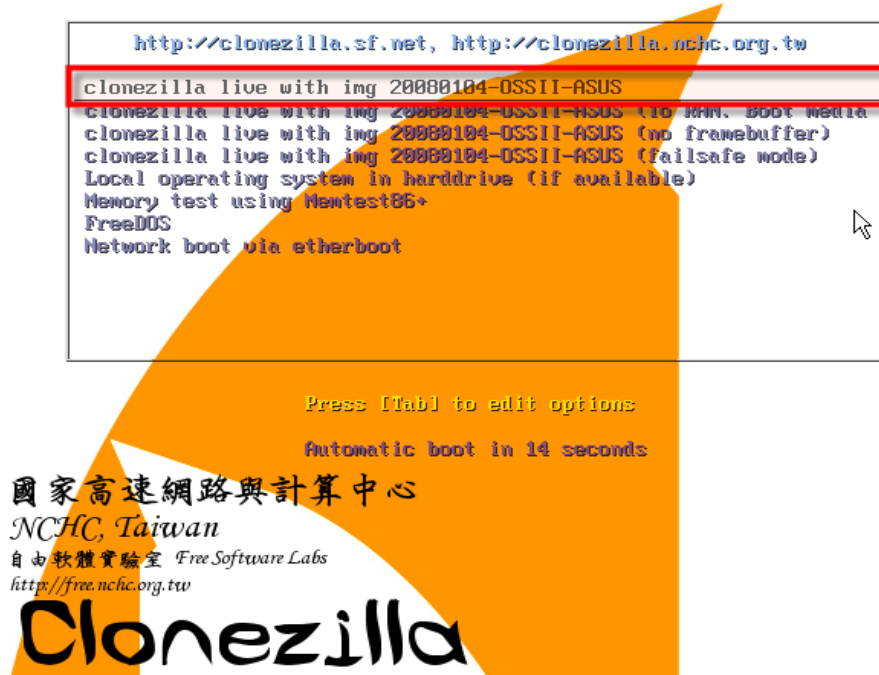 http://clonezilla.sf.net, http://clonezilla.nchc.org.tw
clonezilla live with img 20080104-OSSII-ASUS
clonezilla live with img 20080104-OSSII-ASUS (To RAM. Boot media
clonezilla live with img 20080104-OSSII-ASUS (no framebuffer)
clonezilla live with img 20080104-OSSII-ASUS (failsafe mode)
Local operating system in harddrive (if available)
Memory test using Memtest86+
FreeDOS
Network boot via etherboot
Press [Tab] to edit options
Automatic boot in 14 seconds
國家高速網路與計算中心
NCHC, Taiwan
自由軟體實驗室 Free Software Labs
http://free.nchc.org.tw
Clonezilla